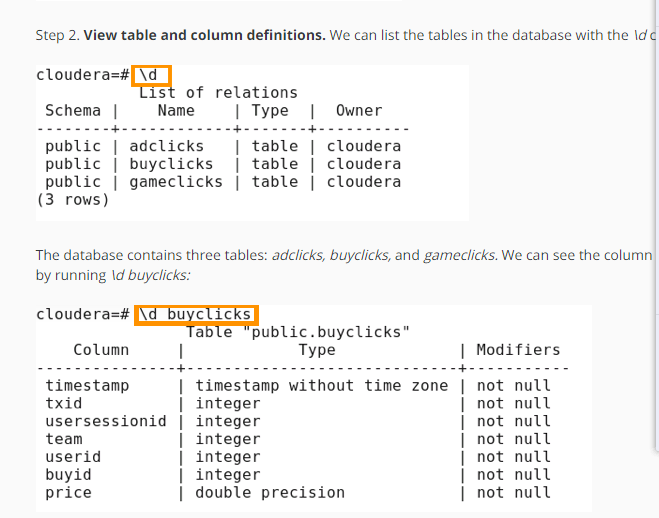 Step 2. View table and column definitions. We can list the tables in the database with the \d c
cloudera=# \d
List of relations
Schema | Name | Type | Owner
--------+------------+-------+----------
public | adclicks | table | cloudera
public | buyclicks | table | cloudera
public | gameclicks | table | cloudera
(3 rows)
The database contains three tables: adclicks, buyclicks, and gameclicks. We can see the column
by running \d buyclicks:
cloudera=# \d buyclicks
Table "public.buyclicks"
Column | Type | Modifiers
---------------+-----------------------------+-----------
timestamp | timestamp without time zone | not null
txid | integer | not null
usersessionid | integer | not null
team | integer | not null
userid | integer | not null
buyid | integer | not null
price | double precision | not null